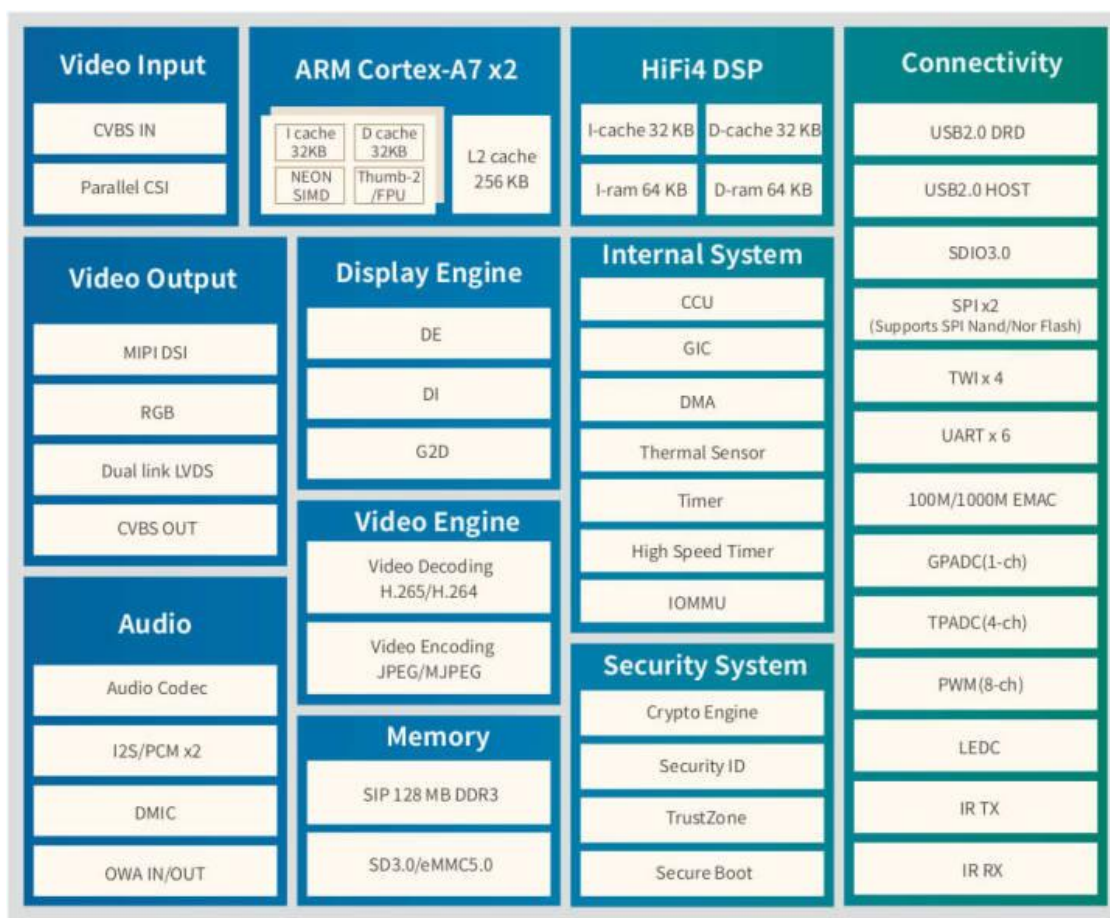 Video Input
CVBS IN
Parallel CSI
ARM Cortex-A7 x2
I cache
32KB
D cache
32KB
NEON
SIMD
Thumb-2
/FPU
L2 cache
256 KB
HiFi4 DSP
I-cache 32 KB
D-cache 32 KB
I-ram 64 KB
D-ram 64 KB
Connectivity
USB2.0 DRD
USB2.0 HOST
SDIO3.0
SPI x2
(Supports SPI Nand/Nor Flash)
TWI x 4
UART x 6
100M/1000M EMAC
GPADC(1-ch)
TPADC(4-ch)
PWM(8-ch)
LEDC
IR TX
IR RX
Video Output
MIPI DSI
RGB
Dual link LVDS
CVBS OUT
Display Engine
DE
DI
G2D
Internal System
CCU
GIC
DMA
Thermal Sensor
Timer
High Speed Timer
IOMMU
Video Engine
Video Decoding
H.265/H.264
Video Encoding
JPEG/MJPEG
Audio
Audio Codec
I2S/PCM x2
DMIC
OWA IN/OUT
Memory
SIP 128 MB DDR3
SD3.0/eMMC5.0
Security System
Crypto Engine
Security ID
TrustZone
Secure Boot